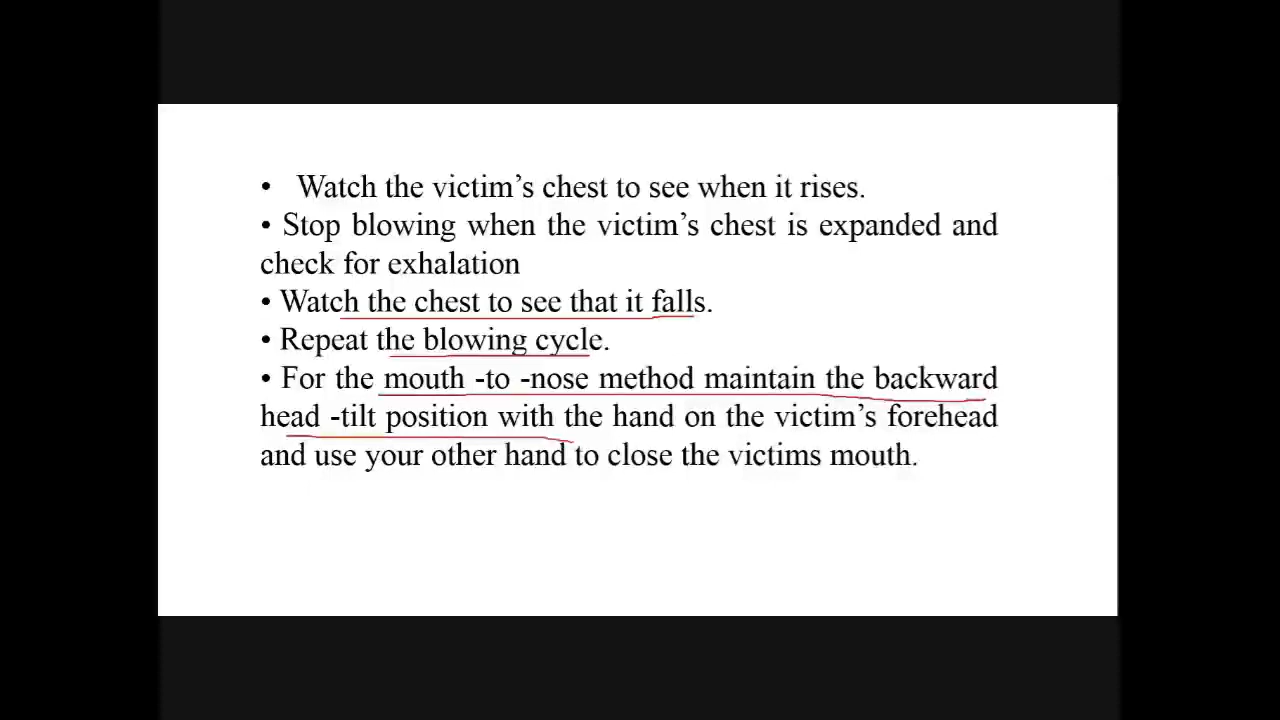 • Watch the victim’s chest to see when it rises.
• Stop blowing when the victim’s chest is expanded and
check for exhalation
• Watch the chest to see that it falls.
• Repeat the blowing cycle.
• For the mouth -to -nose method maintain the backward
head -tilt position with the hand on the victim’s forehead
and use your other hand to close the victims mouth.